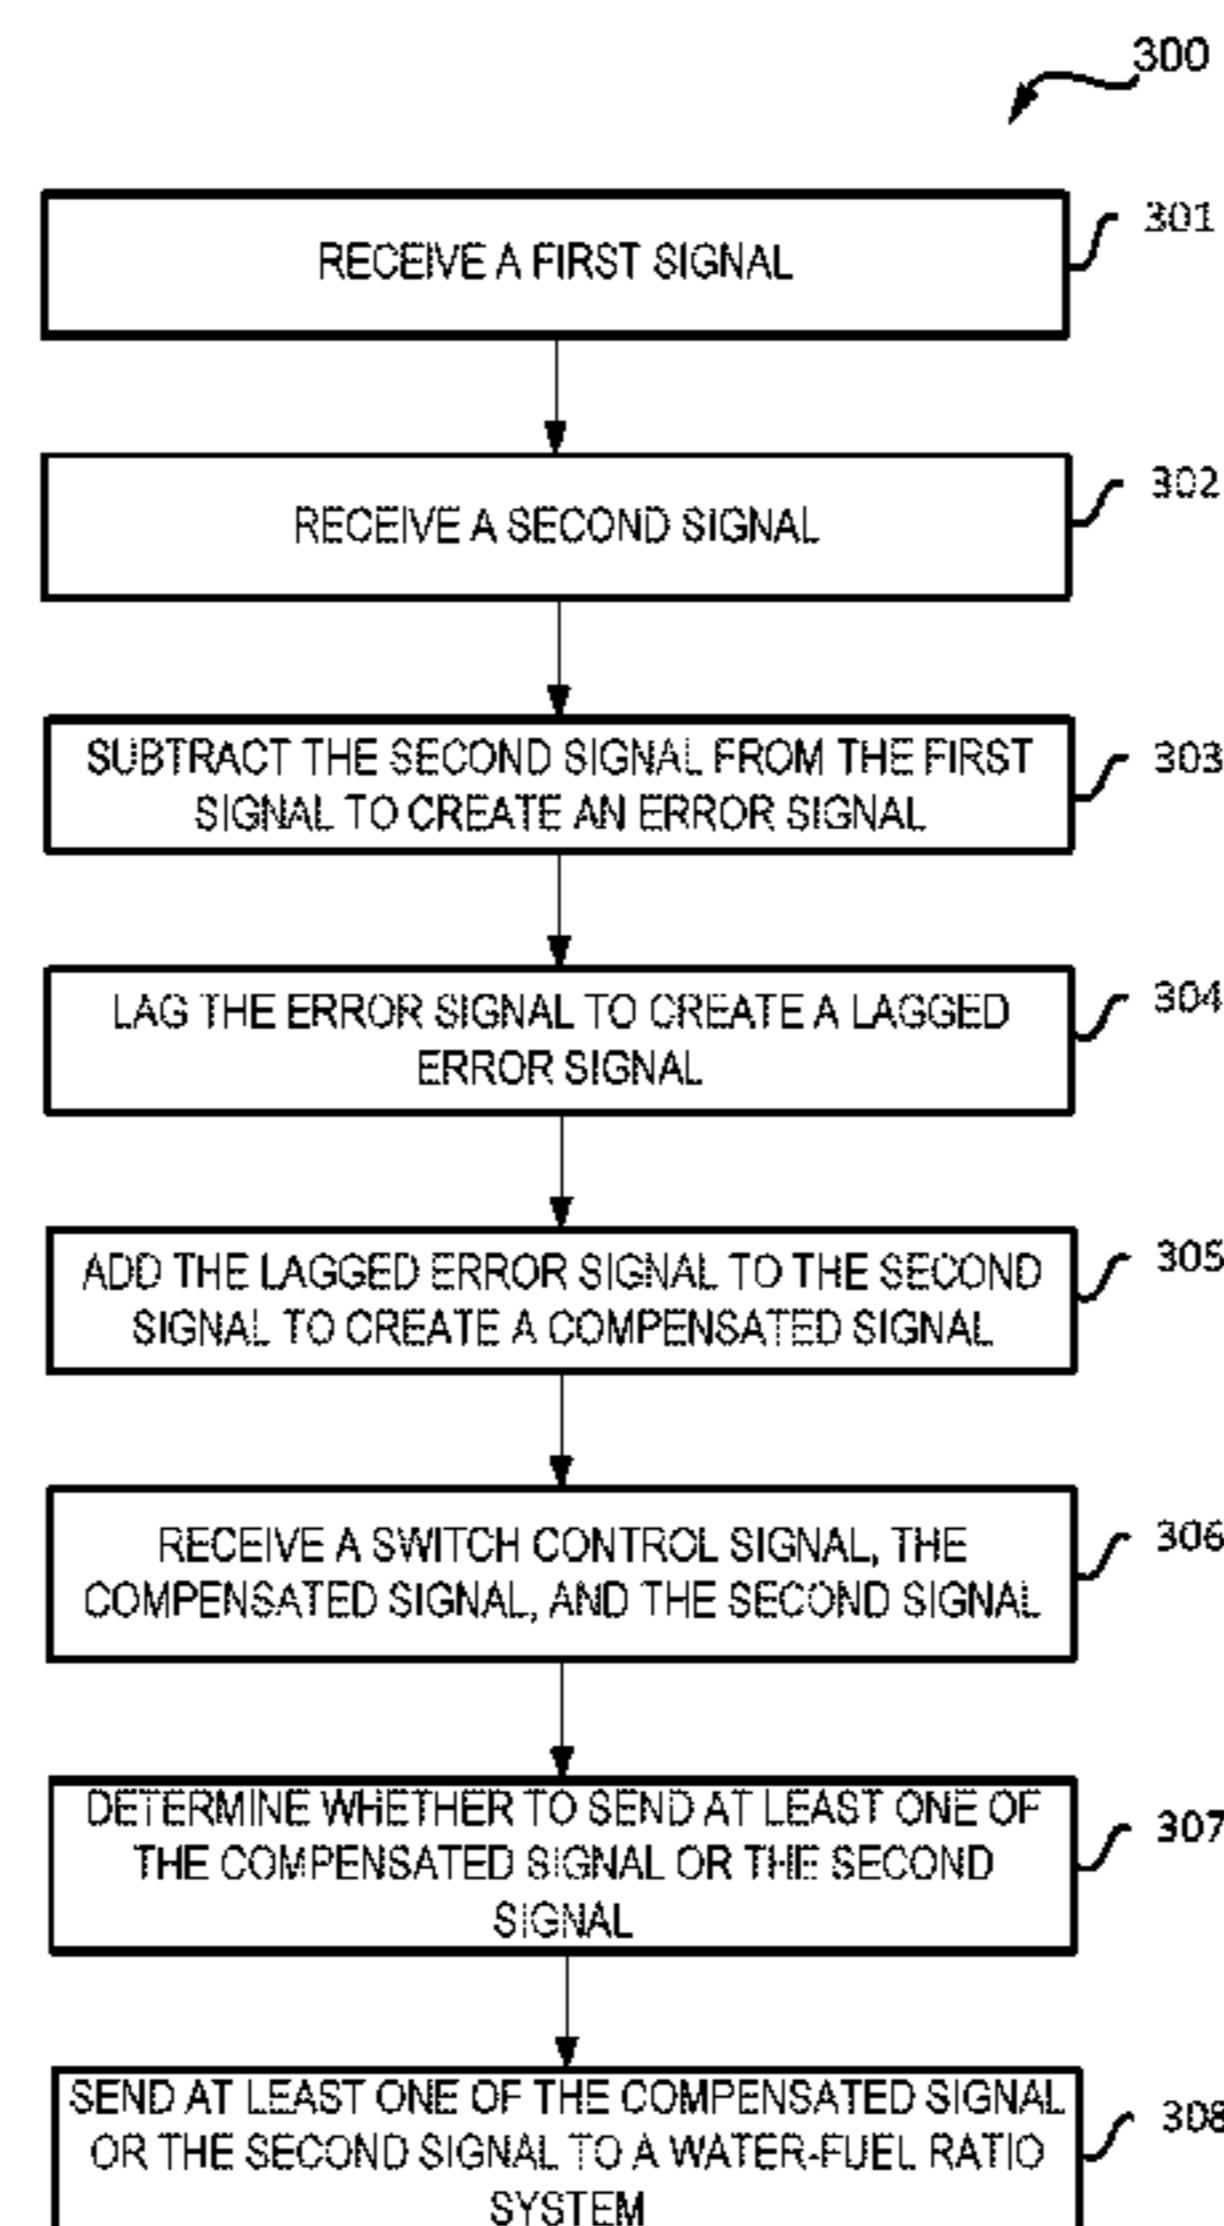 300
RECEIVE A FIRST SIGNAL
301
RECEIVE A SECOND SIGNAL
302
SUBTRACT THE SECOND SIGNAL FROM THE FIRST
SIGNAL TO CREATE AN ERROR SIGNAL
303
LAG THE ERROR SIGNAL TO CREATE A LAGGED
ERROR SIGNAL
304
ADD THE LAGGED ERROR SIGNAL TO THE SECOND
SIGNAL TO CREATE A COMPENSATED SIGNAL
305
RECEIVE A SWITCH CONTROL SIGNAL, THE
COMPENSATED SIGNAL, AND THE SECOND SIGNAL
306
DETERMINE WHETHER TO SEND AT LEAST ONE OF
THE COMPENSATED SIGNAL OR THE SECOND
SIGNAL
307
SEND AT LEAST ONE OF THE COMPENSATED SIGNAL
OR THE SECOND SIGNAL TO A WATER-FUEL RATIO
SYSTEM
308